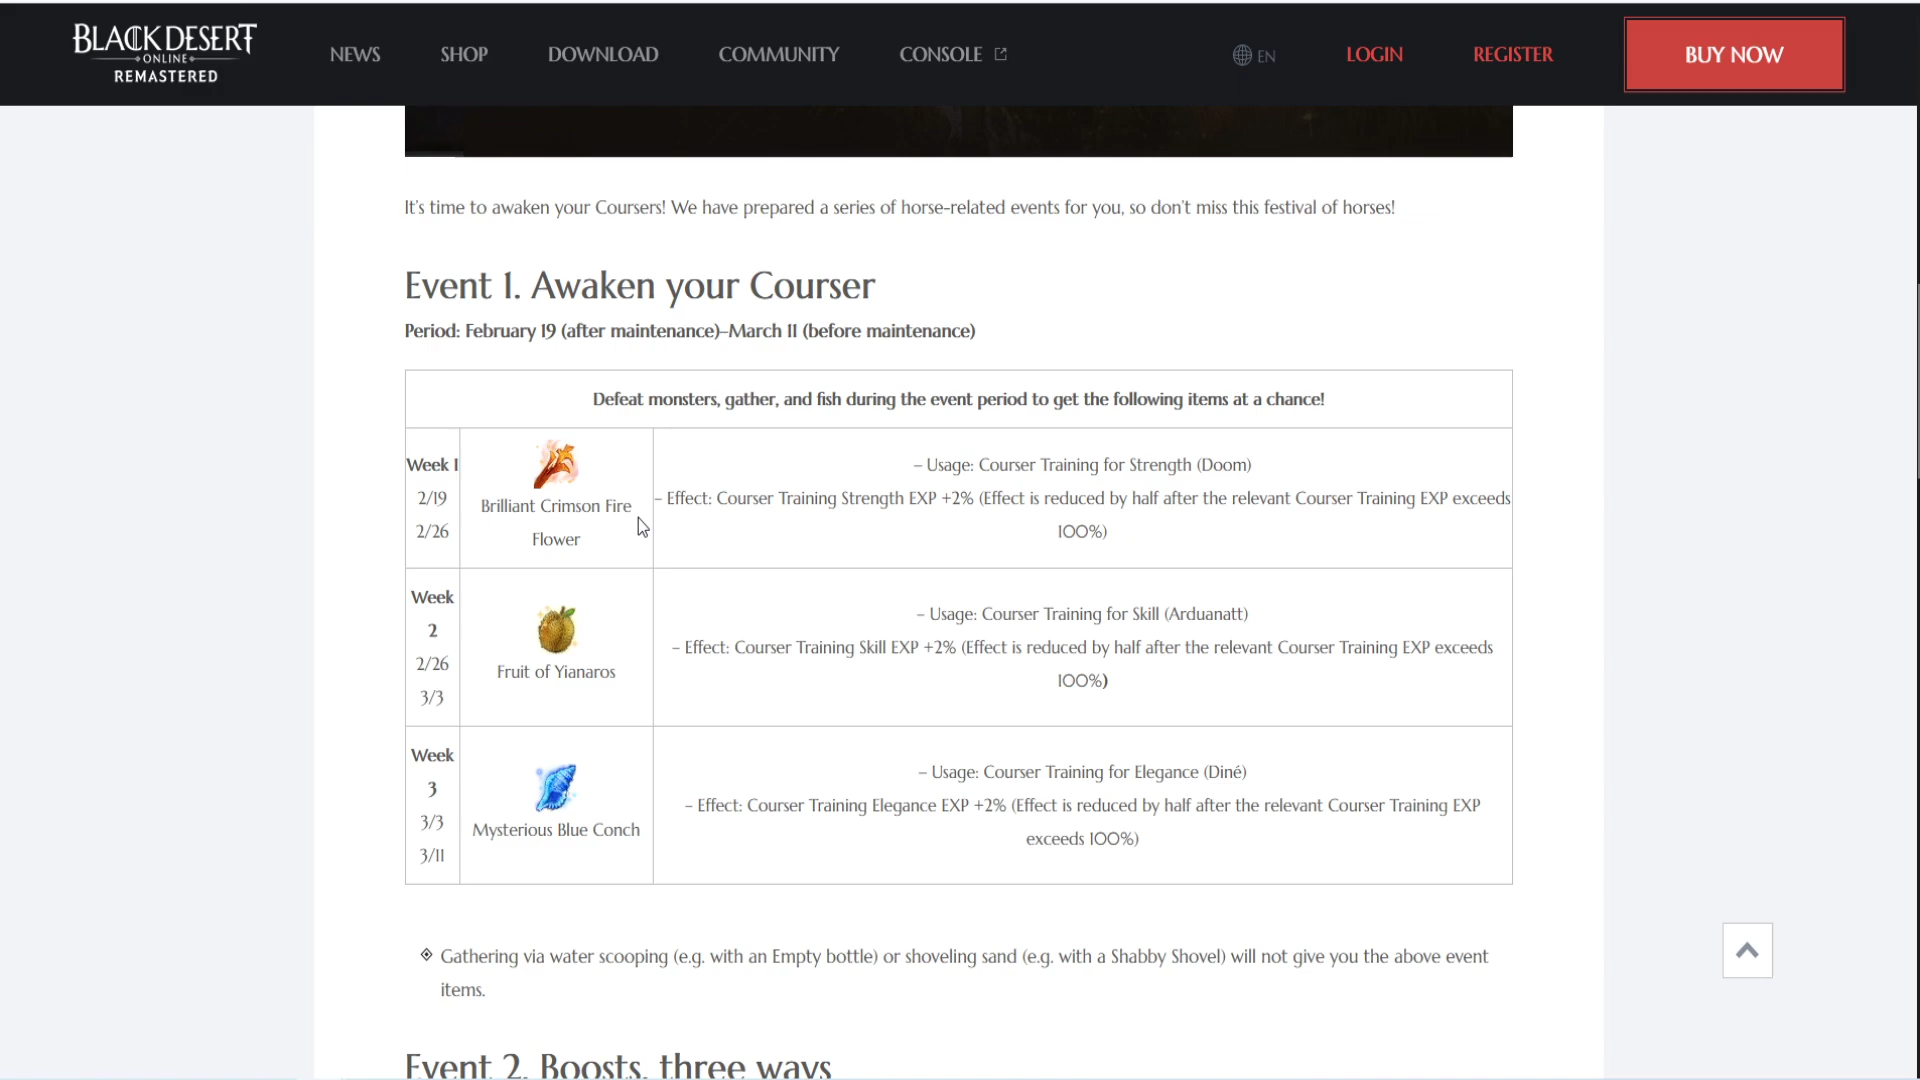 BLACK DESERT
ONLINE
REMASTERED
NEWS
SHOP
DOWNLOAD
COMMUNITY
CONSOLE
EN
LOGIN
REGISTER
BUY NOW
It's time to awaken your Coursers! We have prepared a series of horse-related events for you, so don't miss this festival of horses!
Event 1. Awaken your Courser
Period: February 19 (after maintenance)–March 11 (before maintenance)
Defeat monsters, gather, and fish during the event period to get the following items at a chance!
Week 1
2/19
2/26
Brilliant Crimson Fire
Flower
– Usage: Courser Training for Strength (Doom)
– Effect: Courser Training Strength EXP +2% (Effect is reduced by half after the relevant Courser Training EXP exceeds
100%)
Week
2
2/26
3/3
Fruit of Yianaros
– Usage: Courser Training for Skill (Arduanatt)
– Effect: Courser Training Skill EXP +2% (Effect is reduced by half after the relevant Courser Training EXP exceeds
100%)
Week
3
3/3
3/11
Mysterious Blue Conch
– Usage: Courser Training for Elegance (Diné)
– Effect: Courser Training Elegance EXP +2% (Effect is reduced by half after the relevant Courser Training EXP
exceeds 100%)
Gathering via water scooping (e.g. with an Empty bottle) or shoveling sand (e.g. with a Shabby Shovel) will not give you the above event
items.
Event 2. Boosts, three ways